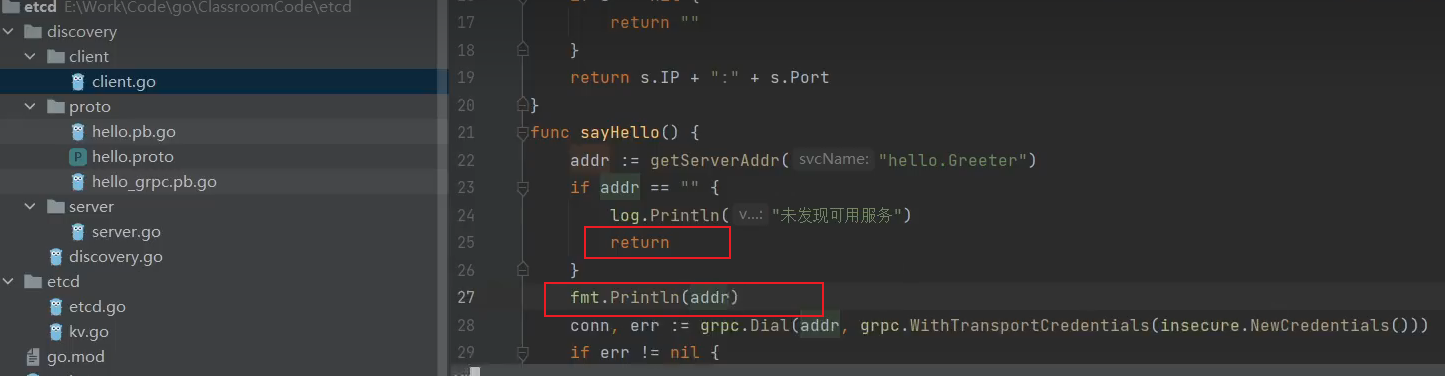 etcd E:\Work\Code\go\ClassroomCode\etcd
discovery
client
client.go
proto
hello.pb.go
hello.proto
hello_grpc.pb.go
server
server.go
discovery.go
etcd
etcd.go
kv.go
go.mod
17 return ""
18 }
19 return s.IP + ":" + s.Port
20 }
21 func sayHello() {
22 addr := getServerAddr( svcName: "hello.Greeter")
23 if addr == "" {
24 log.Println( v...: "未发现可用服务")
25 return
26 }
27 fmt.Println(addr)
28 conn, err := grpc.Dial(addr, grpc.WithTransportCredentials(insecure.NewCredentials()))
29 if err != nil {